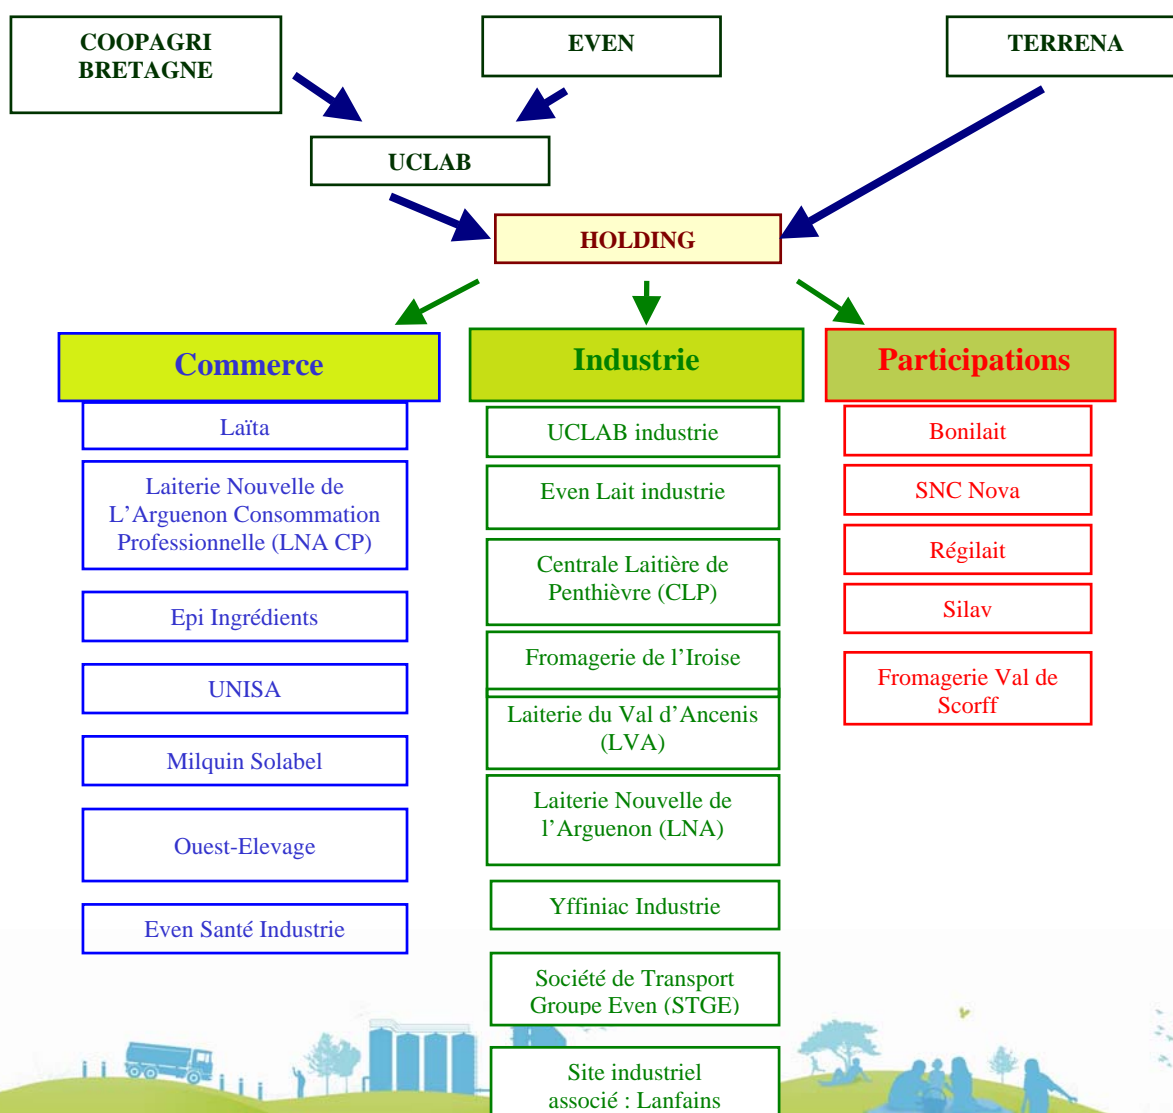 COOPAGRI
BRETAGNE
EVEN
TERRENA
UCLAB
HOLDING
Commerce
Laïta
Laiterie Nouvelle de
L’Arguenon Consommation
Professionnelle (LNA CP)
Epi Ingrédients
UNISA
Milquin Solabel
Ouest-Elevage
Even Santé Industrie
Industrie
UCLAB industrie
Even Lait industrie
Centrale Laitière de
Penthièvre (CLP)
Fromagerie de l’Iroise
Laiterie du Val d’Ancenis
(LVA)
Laiterie Nouvelle de
l’Arguenon (LNA)
Yffiniac Industrie
Société de Transport
Groupe Even (STGE)
Site industriel
associé : Lanfains
Participations
Bonilait
SNC Nova
Régilait
Silav
Fromagerie Val de
Scorff